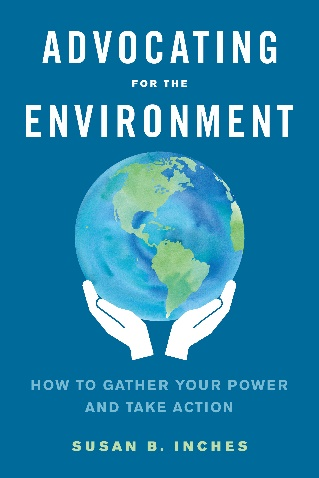 ADVOCATING
FOR THE
ENVIRONMENT
HOW TO GATHER YOUR POWER
AND TAKE ACTION
SUSAN B. INCHES